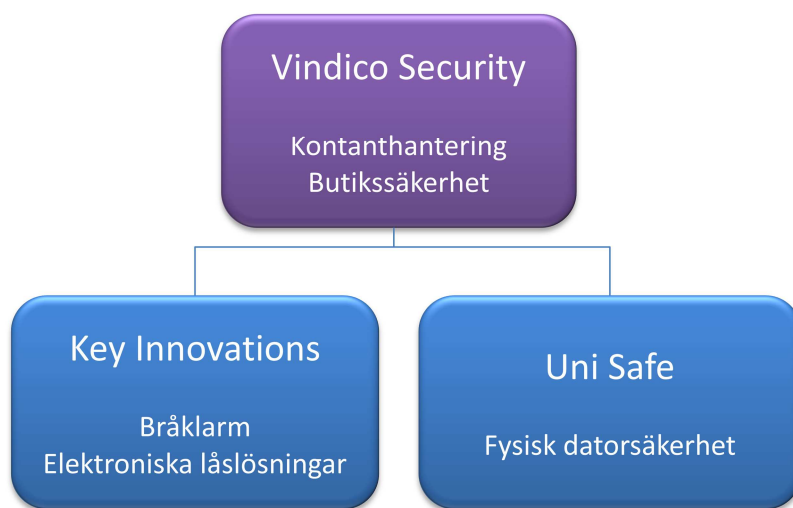 Vindico Security
Kontanthantering
Butikssäkerhet
Key Innovations
Bråklarm
Elektroniska låslösningar
Uni Safe
Fysisk datorsäkerhet